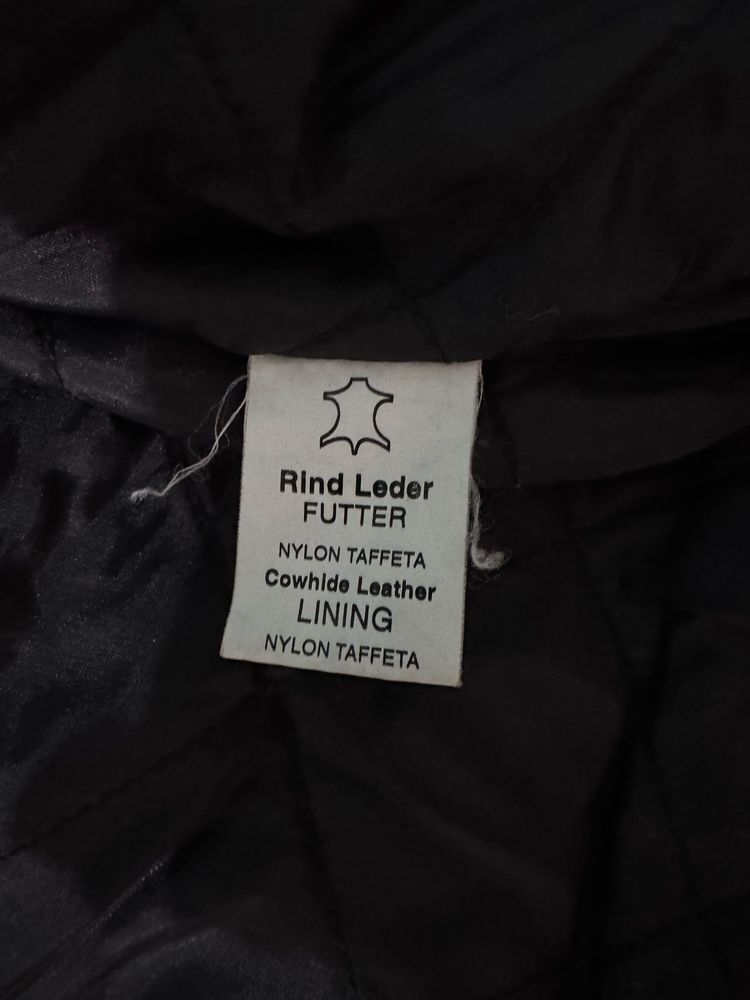 Rind Leder
FUTTER
NYLON TAFFETA
Cowhide Leather
LINING
NYLON TAFFETA